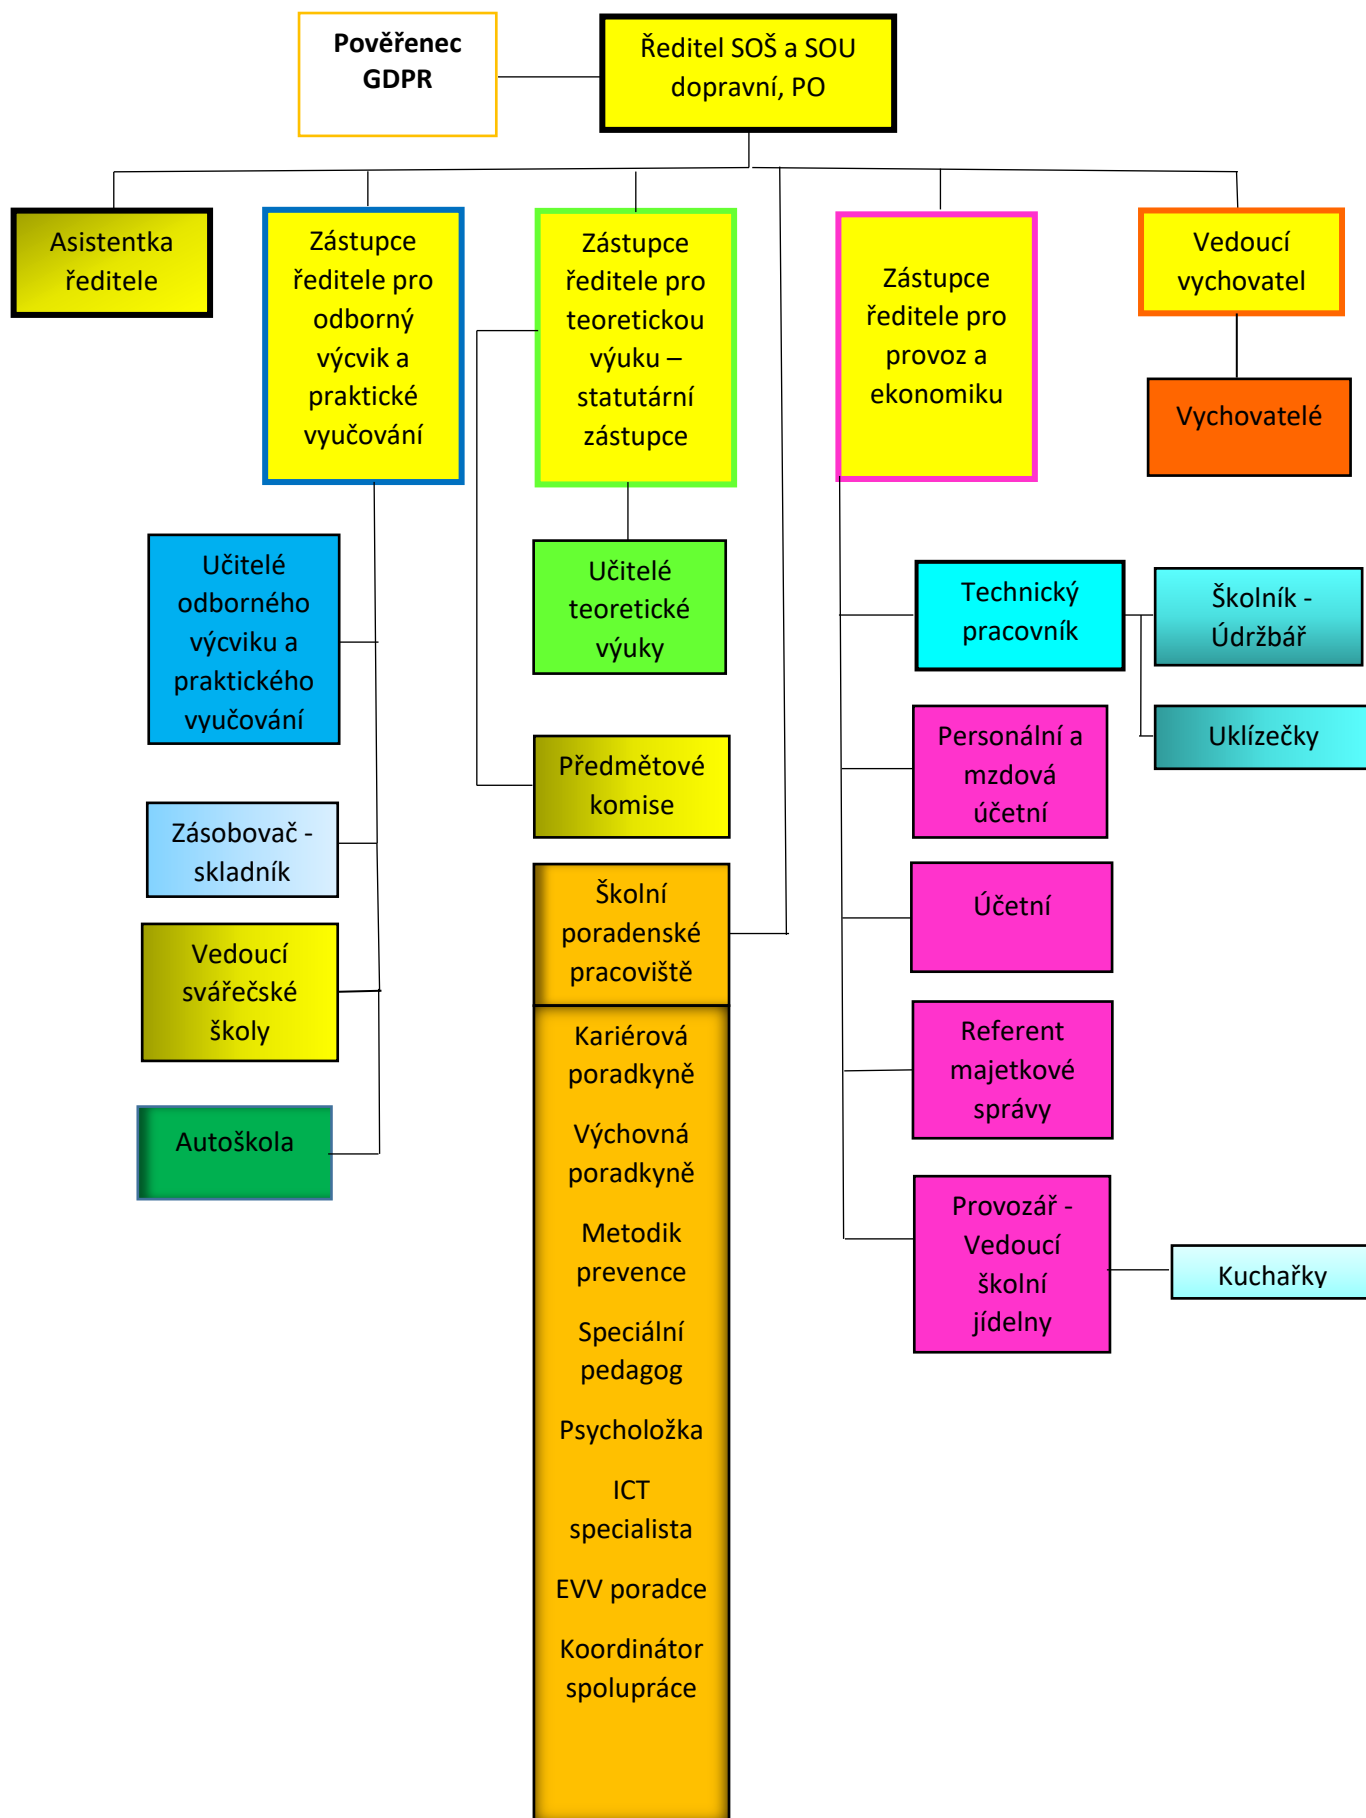 Pověřenec
GDPR
Ředitel SOŠ a SOU
dopravní, PO
Asistentka
ředitele
Zástupce
ředitele pro
odborný
výcvik a
praktické
vyučování
Zástupce
ředitele pro
teoretickou
výuku –
statutární
zástupce
Zástupce
ředitele pro
provoz a
ekonomiku
Vedoucí
vychovatel
Vychovatelé
Učitelé
odborného
výcviku a
praktického
vyučování
Učitelé
teoretické
výuky
Technický
pracovník
Školník -
Údržbář
Uklízečky
Personální a
mzdová
účetní
Předmětové
komise
Zásobovač -
skladník
Školní
poradenské
pracoviště
Účetní
Vedoucí
svářečské
školy
Referent
majetkové
správy
Autoškola
Kariérová
poradkyně
Výchovná
poradkyně
Metodik
prevence
Speciální
pedagog
Psycholožka
ICT
specialista
EVV poradce
Koordinátor
spolupráce
Provozář -
Vedoucí
školní
jídelny
Kuchařky